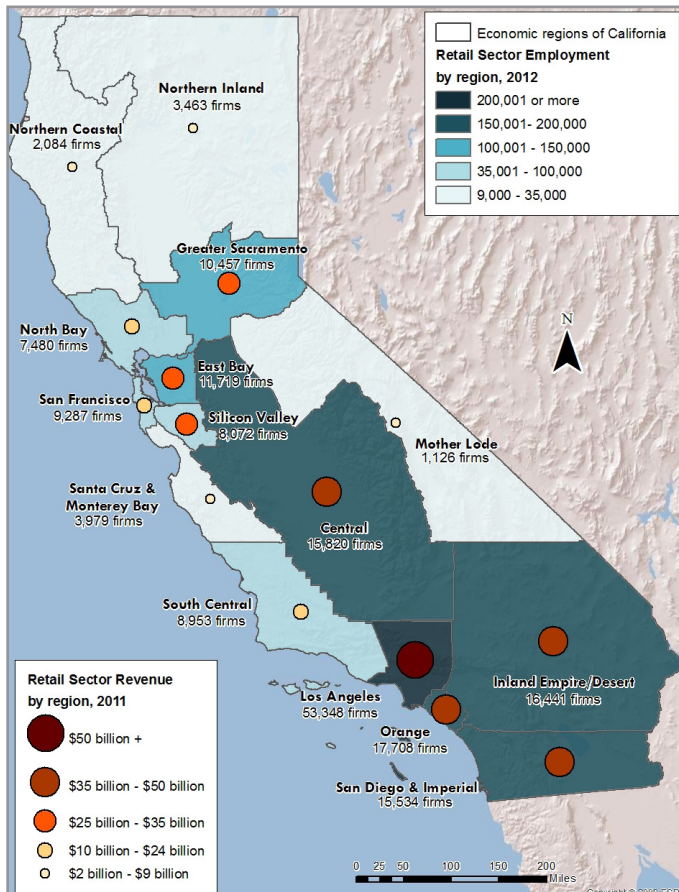 Economic regions of California
Retail Sector Employment
by region, 2012
200,001 or more
150,001- 200,000
100,001 - 150,000
35,001 - 100,000
9,000 - 35,000
Northern Inland
3,463 firms
Northern Coastal
2,084 firms
Greater Sacramento
10,457 firms
N
North Bay
7,480 firms
East Bay
11,719 firms
San Francisco
9,287 firms
Silicon Valley
8,072 firms
Mother Lode
1,126 firms
Santa Cruz &
Monterey Bay
3,979 firms
Central
15,820 firms
South Central
8,953 firms
Inland Empire/Desert
16,441 firms
Los Angeles
53,348 firms
Orange
17,708 firms
San Diego & Imperial
15,534 firms
Retail Sector Revenue
by region, 2011
$50 billion +
$35 billion - $50 billion
$25 billion - $35 billion
$10 billion - $24 billion
$2 billion - $9 billion
0 25 50 100 150 200
Miles